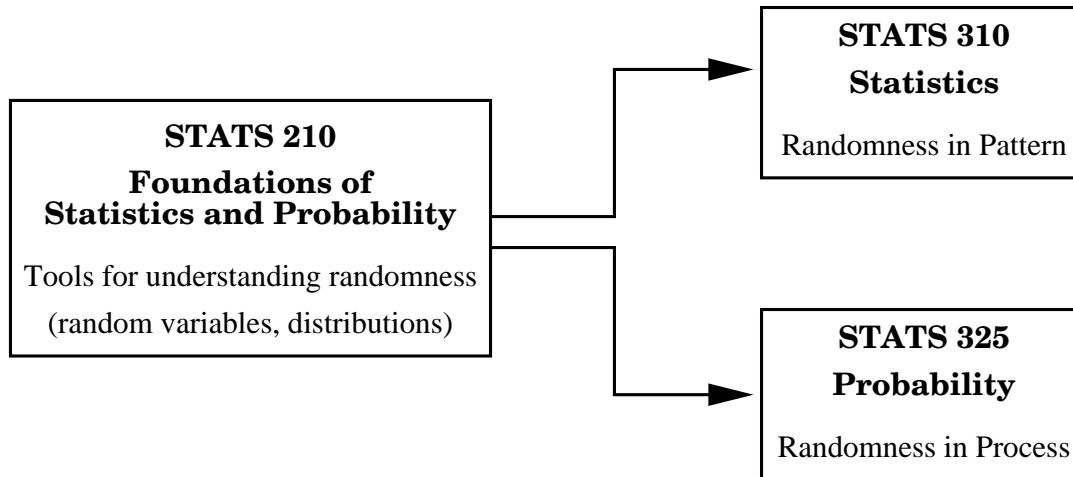 STATS 210
Foundations of
Statistics and Probability
Tools for understanding randomness
(random variables, distributions)
STATS 310
Statistics
Randomness in Pattern
STATS 325
Probability
Randomness in Process